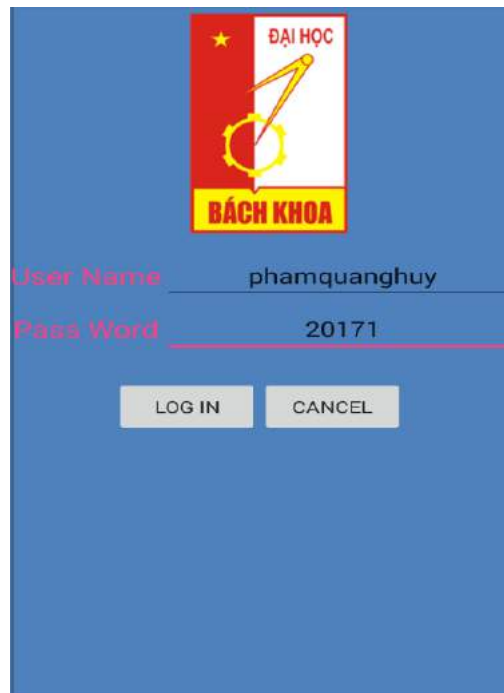 ĐẠI HỌC
BÁCH KHOA
User Name phamquanghuy
Pass Word 20171
LOG IN CANCEL